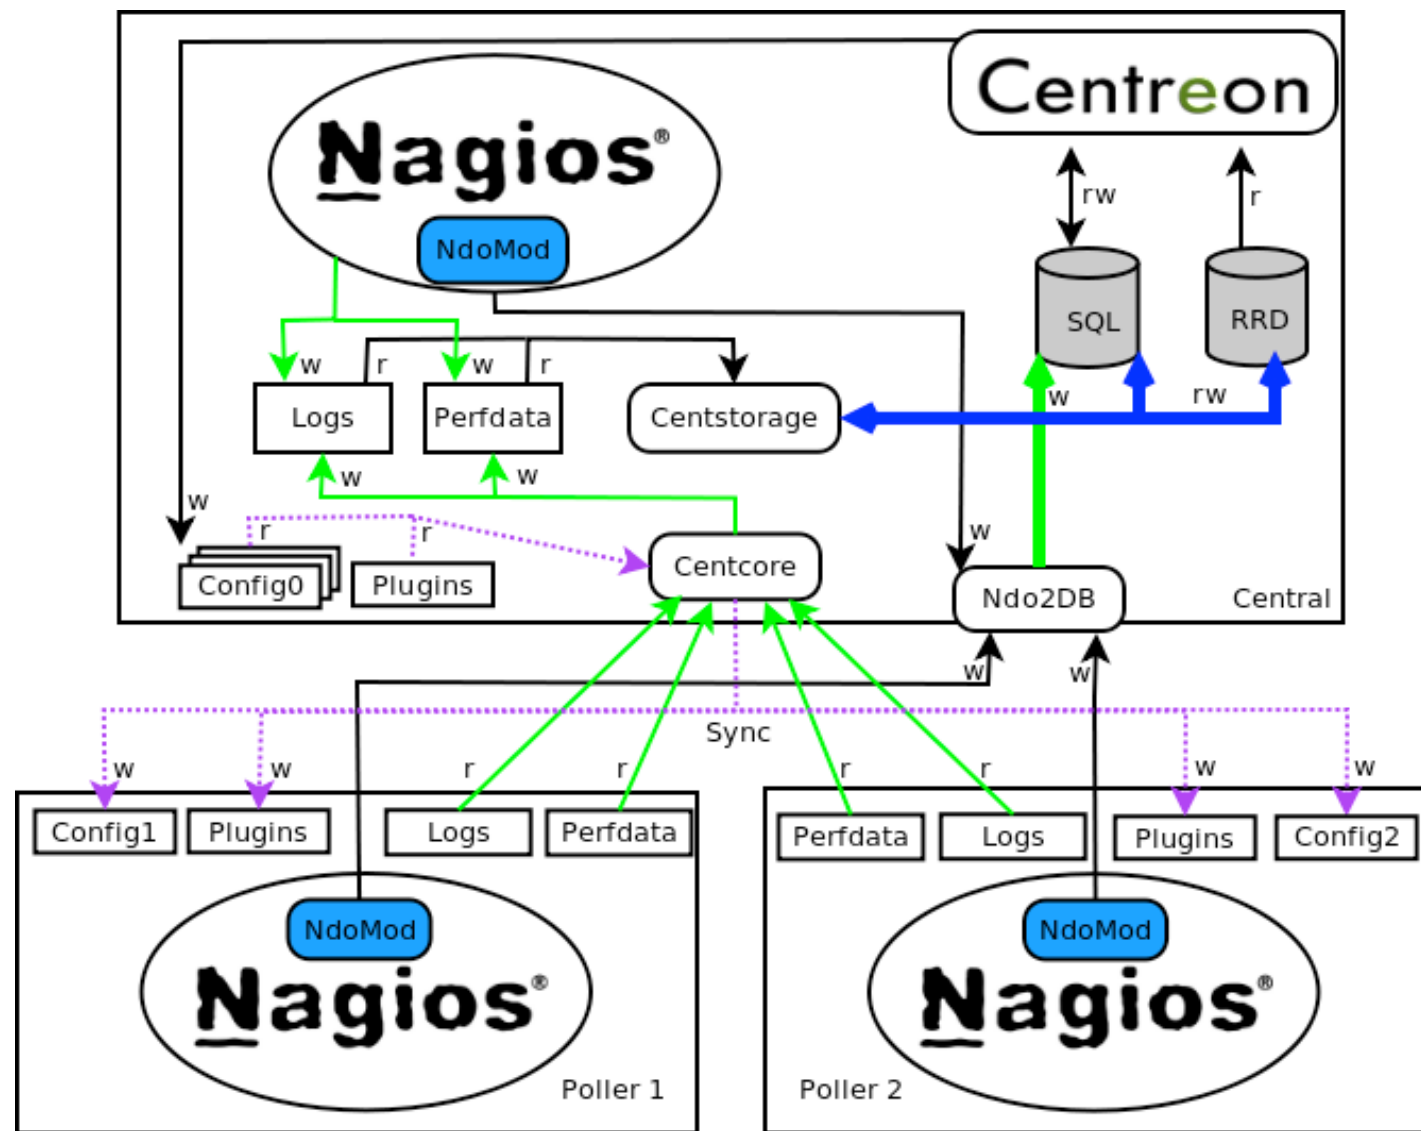 Centreon
Nagios®
NdoMod
rw
r
SQL
RRD
w
r
w
r
w
rw
Logs
Perfdata
Centstorage
w
w
w
r
r
w
Config0
Plugins
Centcore
Ndo2DB
Central
w
w
Sync
w
w
r
r
r
r
w
w
Config1
Plugins
Logs
Perfdata
Perfdata
Logs
Plugins
Config2
NdoMod
NdoMod
Nagios®
Nagios®
Poller 1
Poller 2